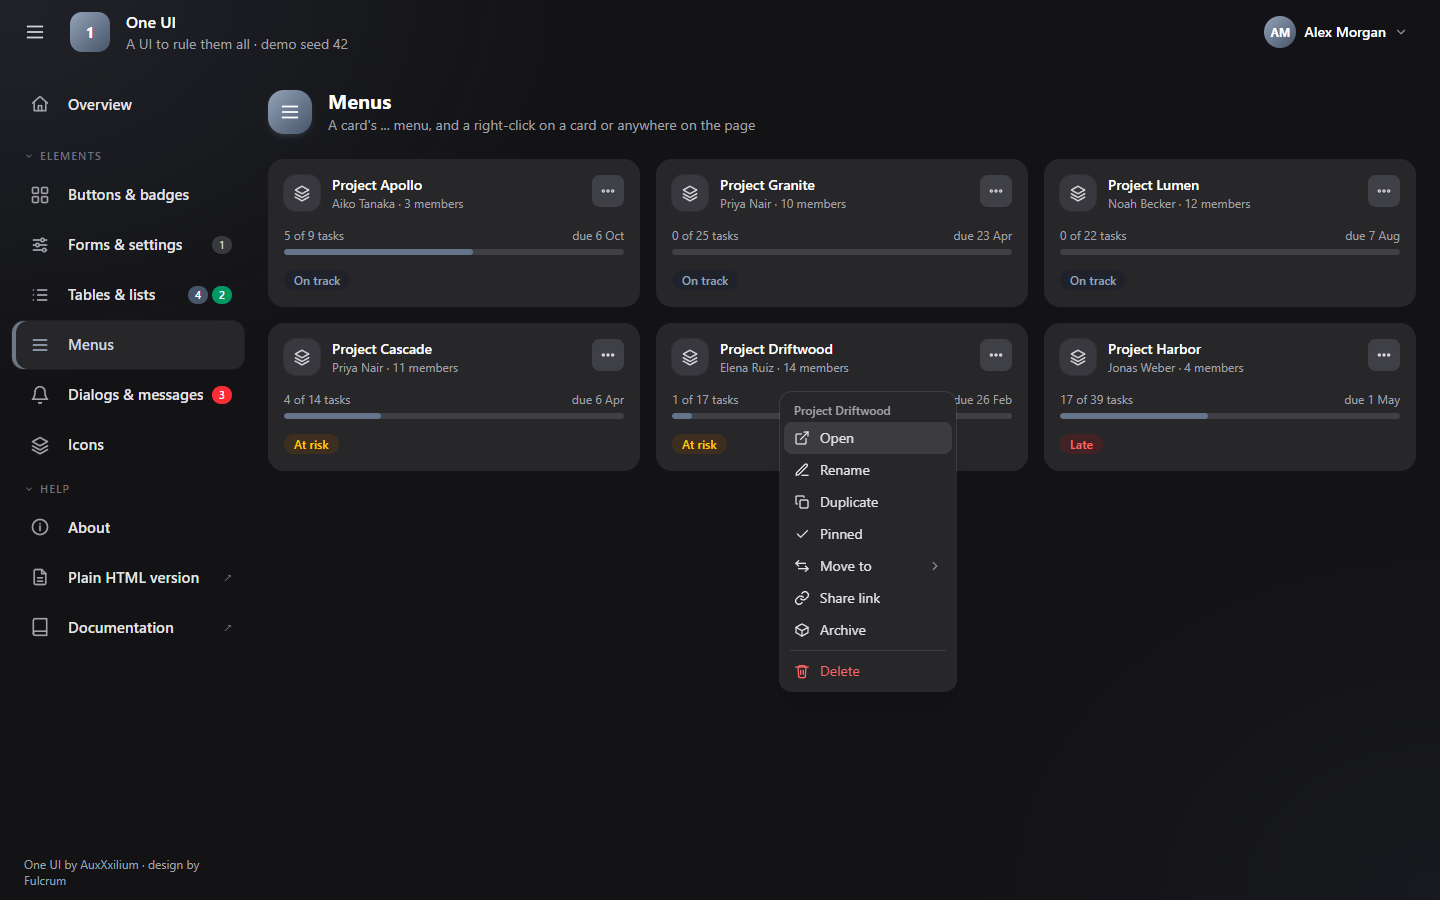 1
One UI
A UI to rule them all · demo seed 42
AM
Alex Morgan
Overview
ELEMENTS
Buttons & badges
Forms & settings 1
Tables & lists 4 2
Menus
Dialogs & messages 3
Icons
HELP
About
Plain HTML version
Documentation
One UI by AuxXxilium · design by
Fulcrum
Menus
A card's ... menu, and a right-click on a card or anywhere on the page
Project Apollo
Aiko Tanaka · 3 members
5 of 9 tasks due 6 Oct
On track
Project Granite
Priya Nair · 10 members
0 of 25 tasks due 23 Apr
On track
Project Lumen
Noah Becker · 12 members
0 of 22 tasks due 7 Aug
On track
Project Cascade
Priya Nair · 11 members
4 of 14 tasks due 6 Apr
At risk
Project Driftwood
Elena Ruiz · 14 members
1 of 17 tasks due 26 Feb
At risk
Project Harbor
Jonas Weber · 4 members
17 of 39 tasks due 1 May
Late
Project Driftwood
Open
Rename
Duplicate
Pinned
Move to
Share link
Archive
Delete